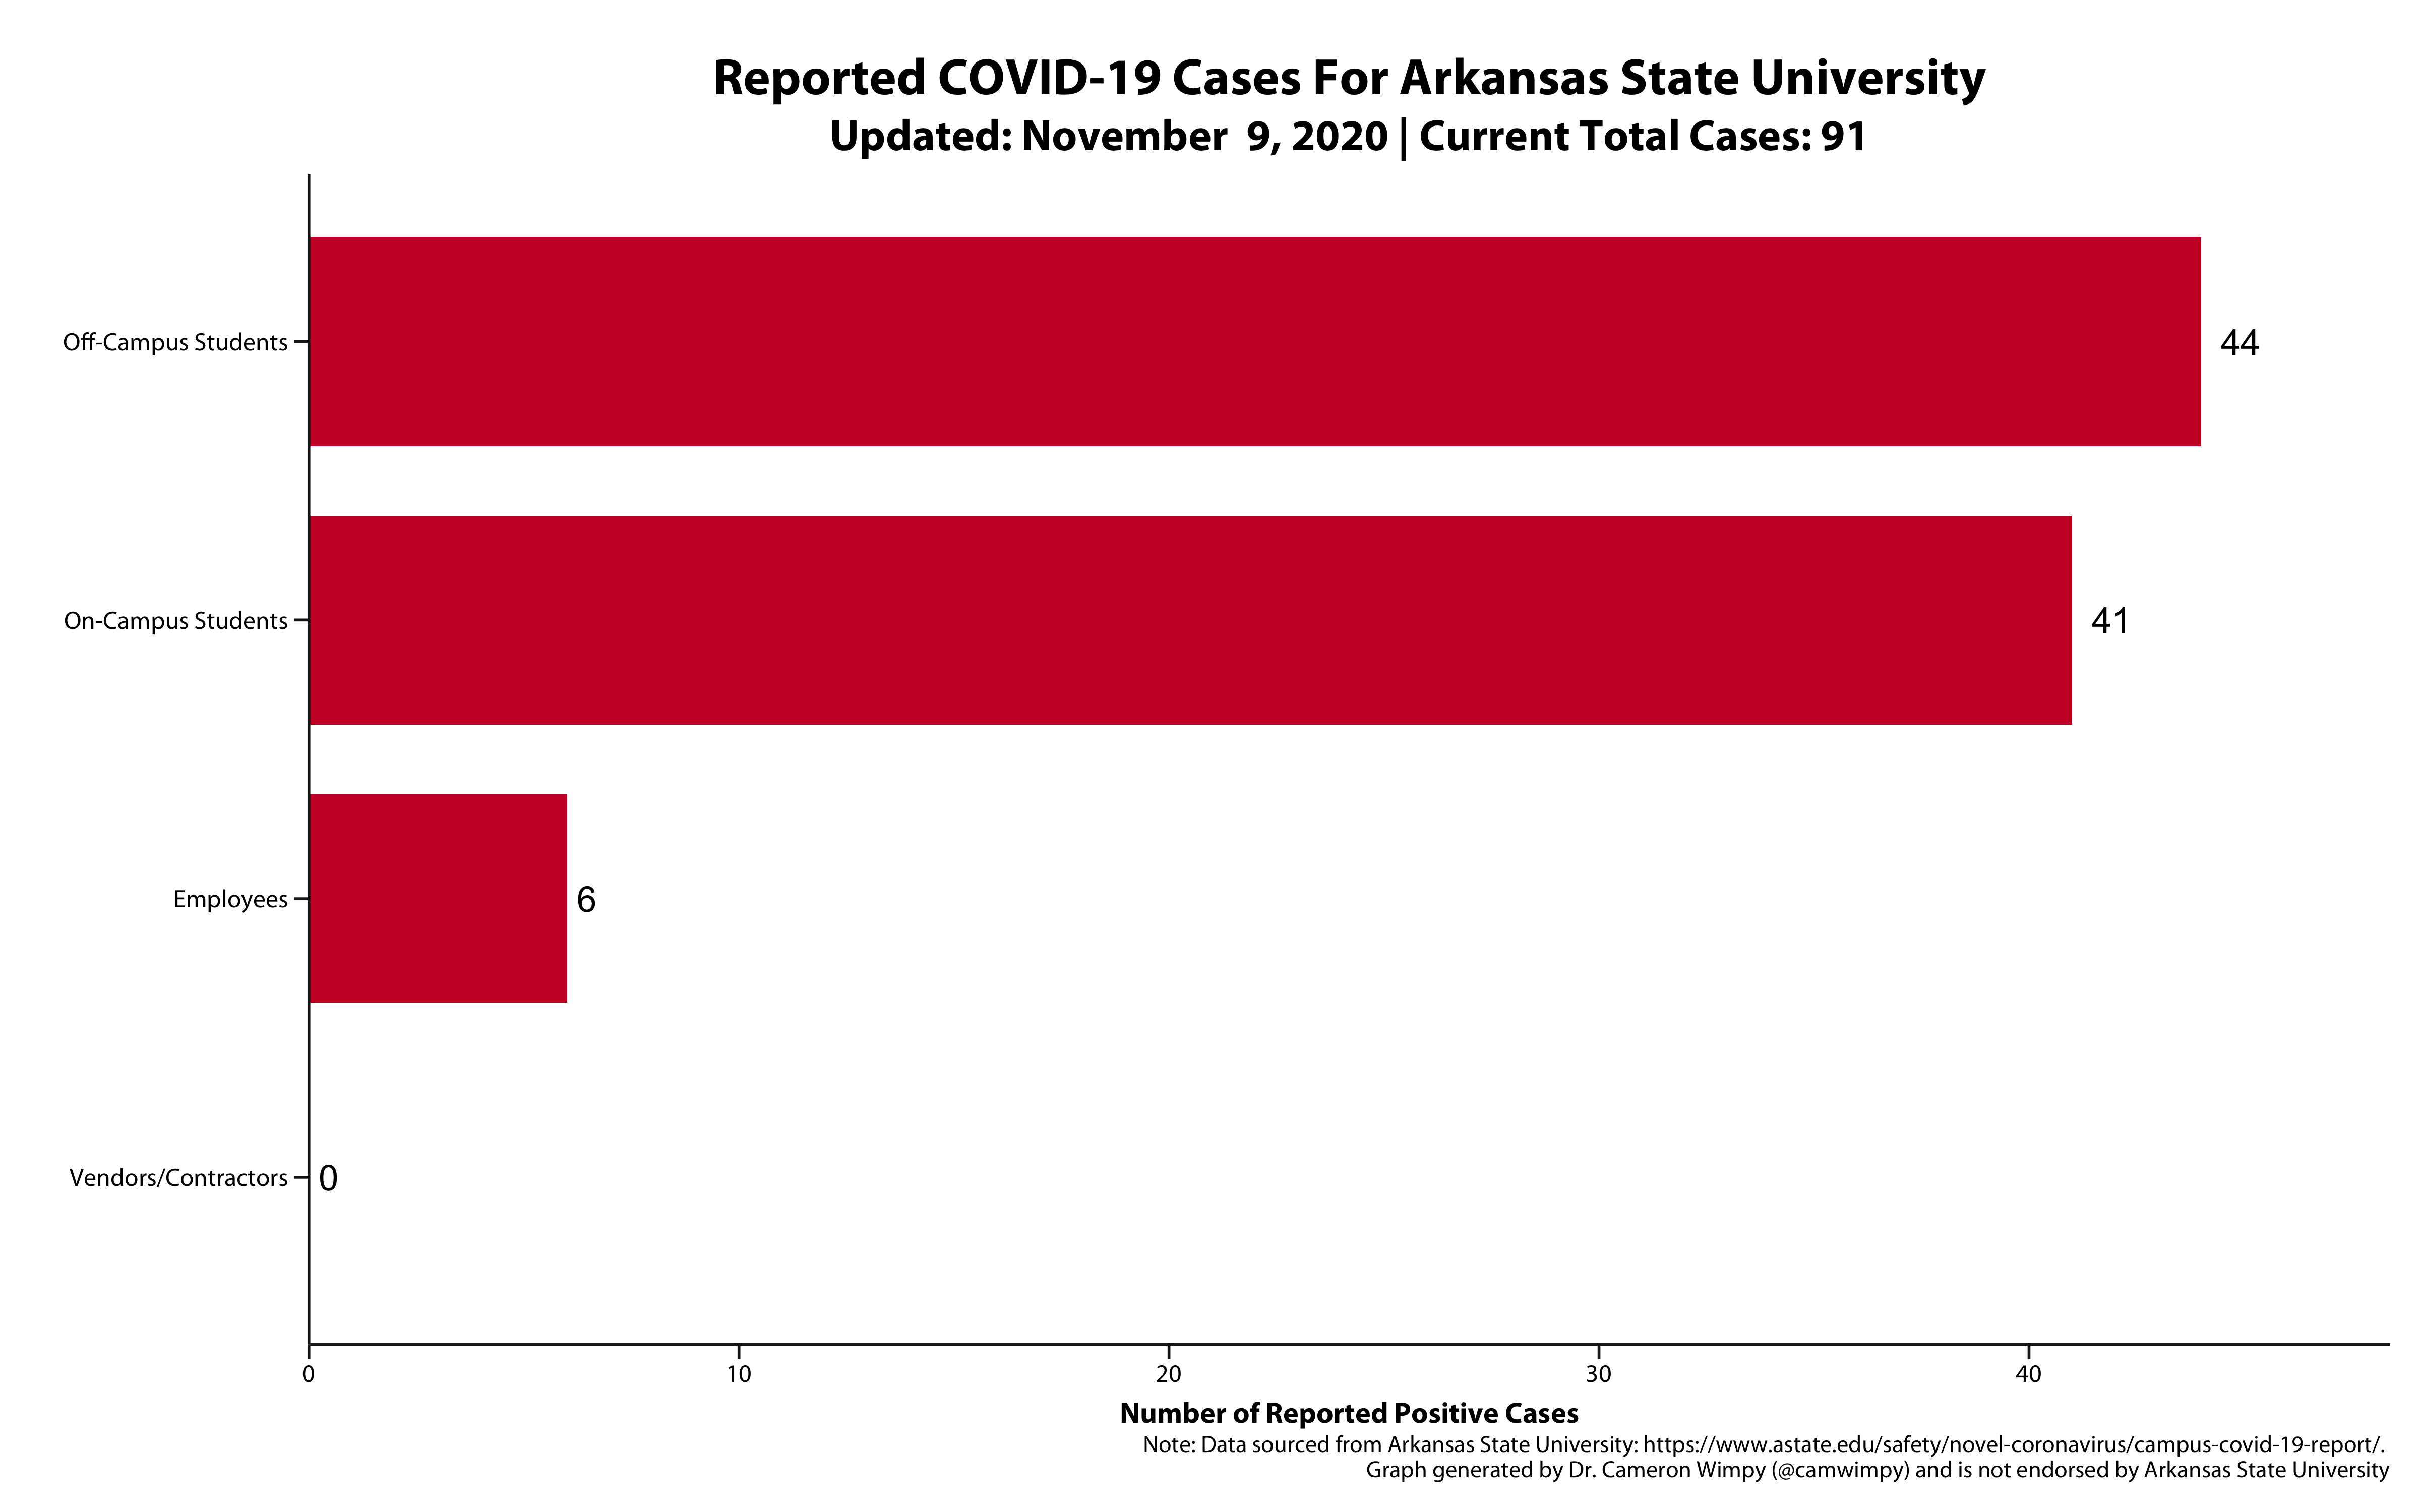 Reported COVID-19 Cases For Arkansas State University
Updated: November  9, 2020 | Current Total Cases: 91
Off-Campus Students
44
On-Campus Students
41
Employees
6
Vendors/Contractors
0
0
10
20
30
40
Number of Reported Positive Cases
Note: Data sourced from Arkansas State University: https://www.astate.edu/safety/novel-coronavirus/campus-covid-19-report/.
Graph generated by Dr. Cameron Wimpy (@camwimpy) and is not endorsed by Arkansas State University